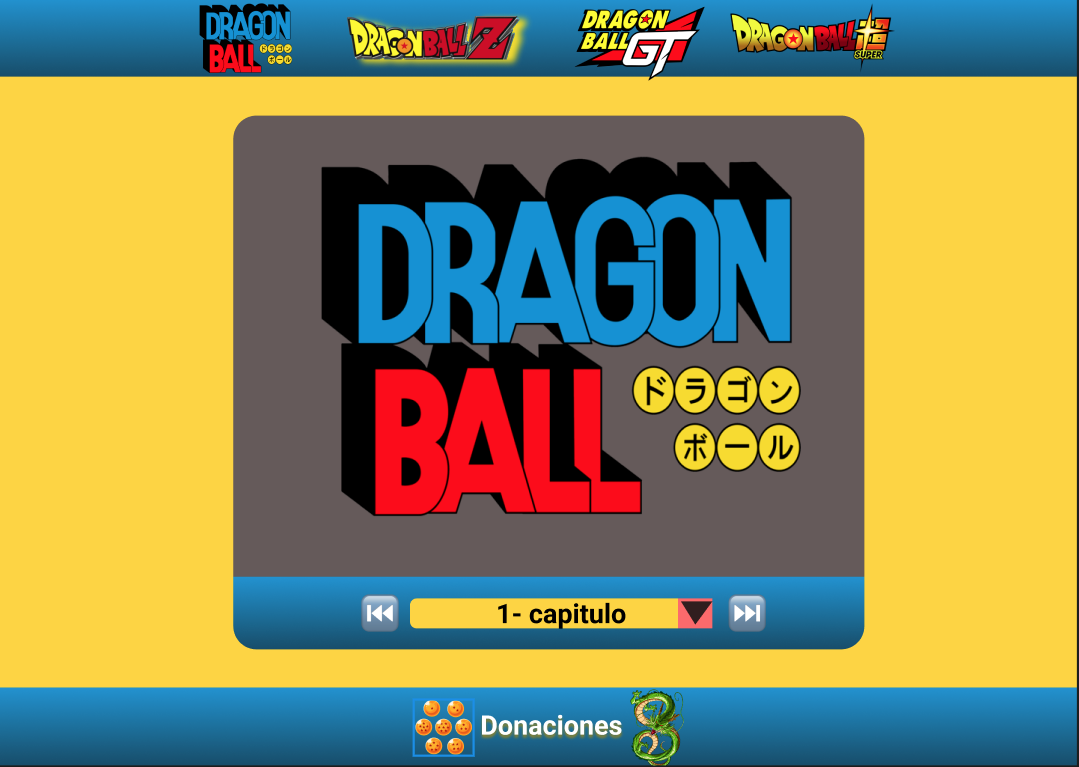 DRAGON
BALL
ドラゴン
ボール
DRAGON BALL Z
DRAGON
BALL GT
DRAGON BALL 超
SUPER
DRAGON
BALL
ドラゴン
ボール
1- capitulo
Donaciones